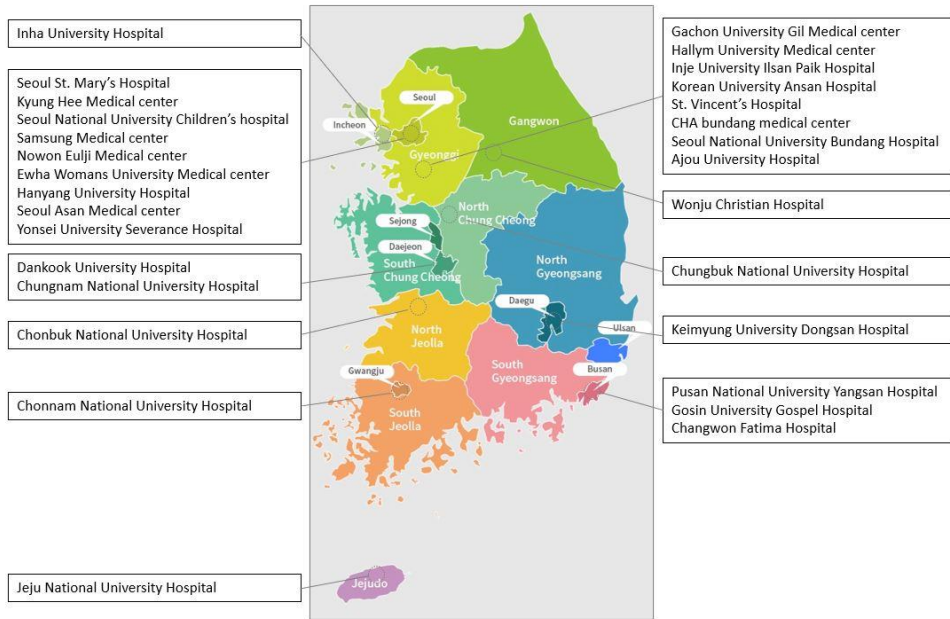 Inha University Hospital
Seoul St. Mary's Hospital
Kyung Hee Medical center
Seoul National University Children's hospital
Samsung Medical center
Nowon Eulji Medical center
Ewha Womans University Medical center
Hanyang University Hospital
Seoul Asan Medical center
Yonsei University Severance Hospital
Dankook University Hospital
Chungnam National University Hospital
Chonbuk National University Hospital
Chonnam National University Hospital
Jeju National University Hospital
Seoul
Incheon
Gyeonggi
Gangwon
North
Chung Cheong
Sejong
Daejeon
South
Chung Cheong
North
Gyeongsang
Daegu
Ulsan
North
Jeolla
South
Gyeongsang
Busan
Gwangju
South
Jeolla
Jejudo
Gachon University Gil Medical center
Hallym University Medical center
Inje University Ilsan Paik Hospital
Korean University Ansan Hospital
St. Vincent's Hospital
CHA bundang medical center
Seoul National University Bundang Hospital
Ajou University Hospital
Wonju Christian Hospital
Chungbuk National University Hospital
Keimyung University Dongsan Hospital
Pusan National University Yangsan Hospital
Gosin University Gospel Hospital
Changwon Fatima Hospital